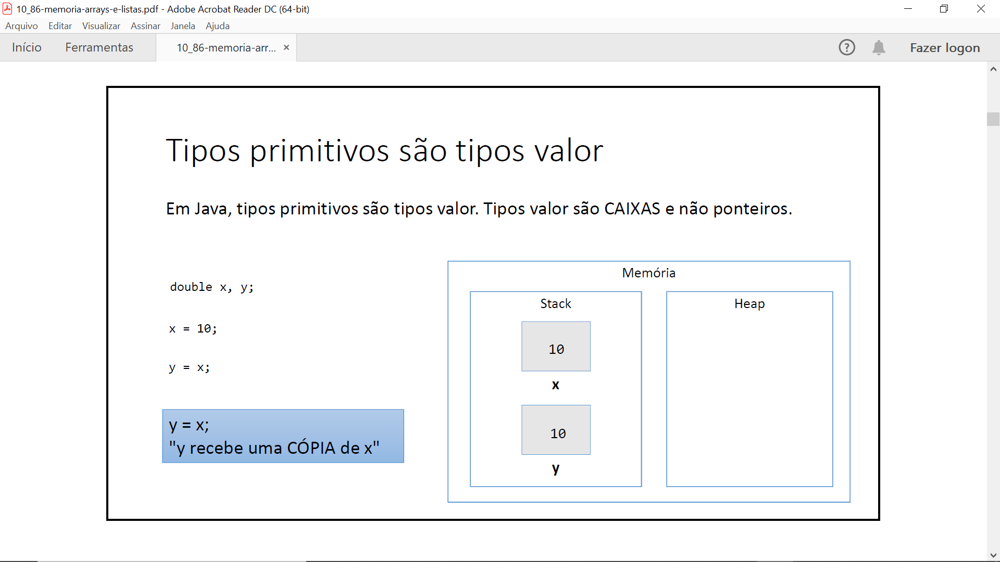 10_86-memoria-arrays-e-listas.pdf - Adobe Acrobat Reader DC (64-bit)
Arquivo Editar Visualizar Assinar Janela Ajuda
Início Ferramentas 10_86-memoria-arr... × ? Fazer logon
Tipos primitivos são tipos valor
Em Java, tipos primitivos são tipos valor. Tipos valor são CAIXAS e não ponteiros.
double x, y;
x = 10;
y = x;
y = x;
"y recebe uma CÓPIA de x"
Memória
Stack
10
x
10
y
Heap